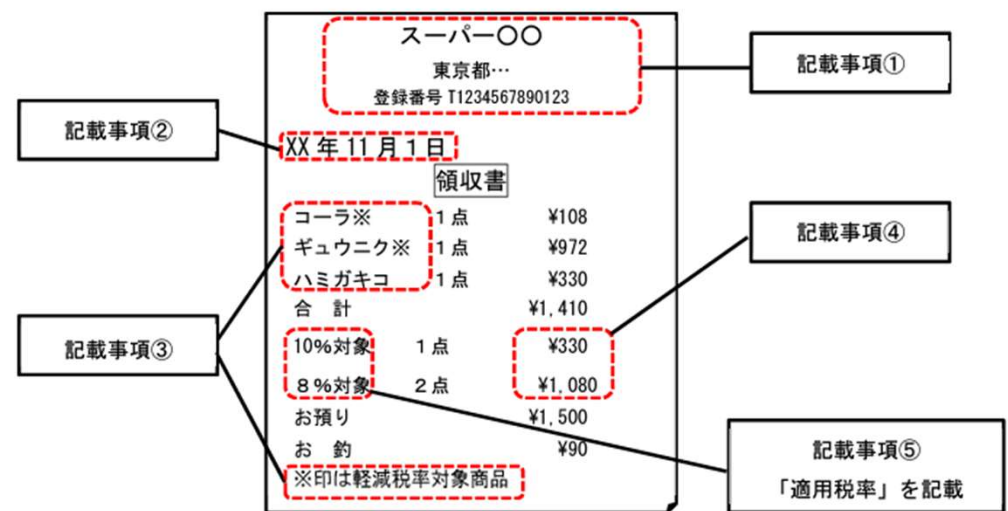 スーパー〇〇
東京都…
登録番号 T1234567890123
記載事項①
記載事項②
XX 年 11 月 1 日
領収書
コーラ※ 1点 ¥108
ギュウニク※ 1点 ¥972
ハミガキコ 1点 ¥330
合 計 ¥1,410
記載事項④
記載事項③
10%対象 1点 ¥330
8%対象 2点 ¥1,080
お預り ¥1,500
お 釣 ¥90
※印は軽減税率対象商品
記載事項⑤
「適用税率」を記載